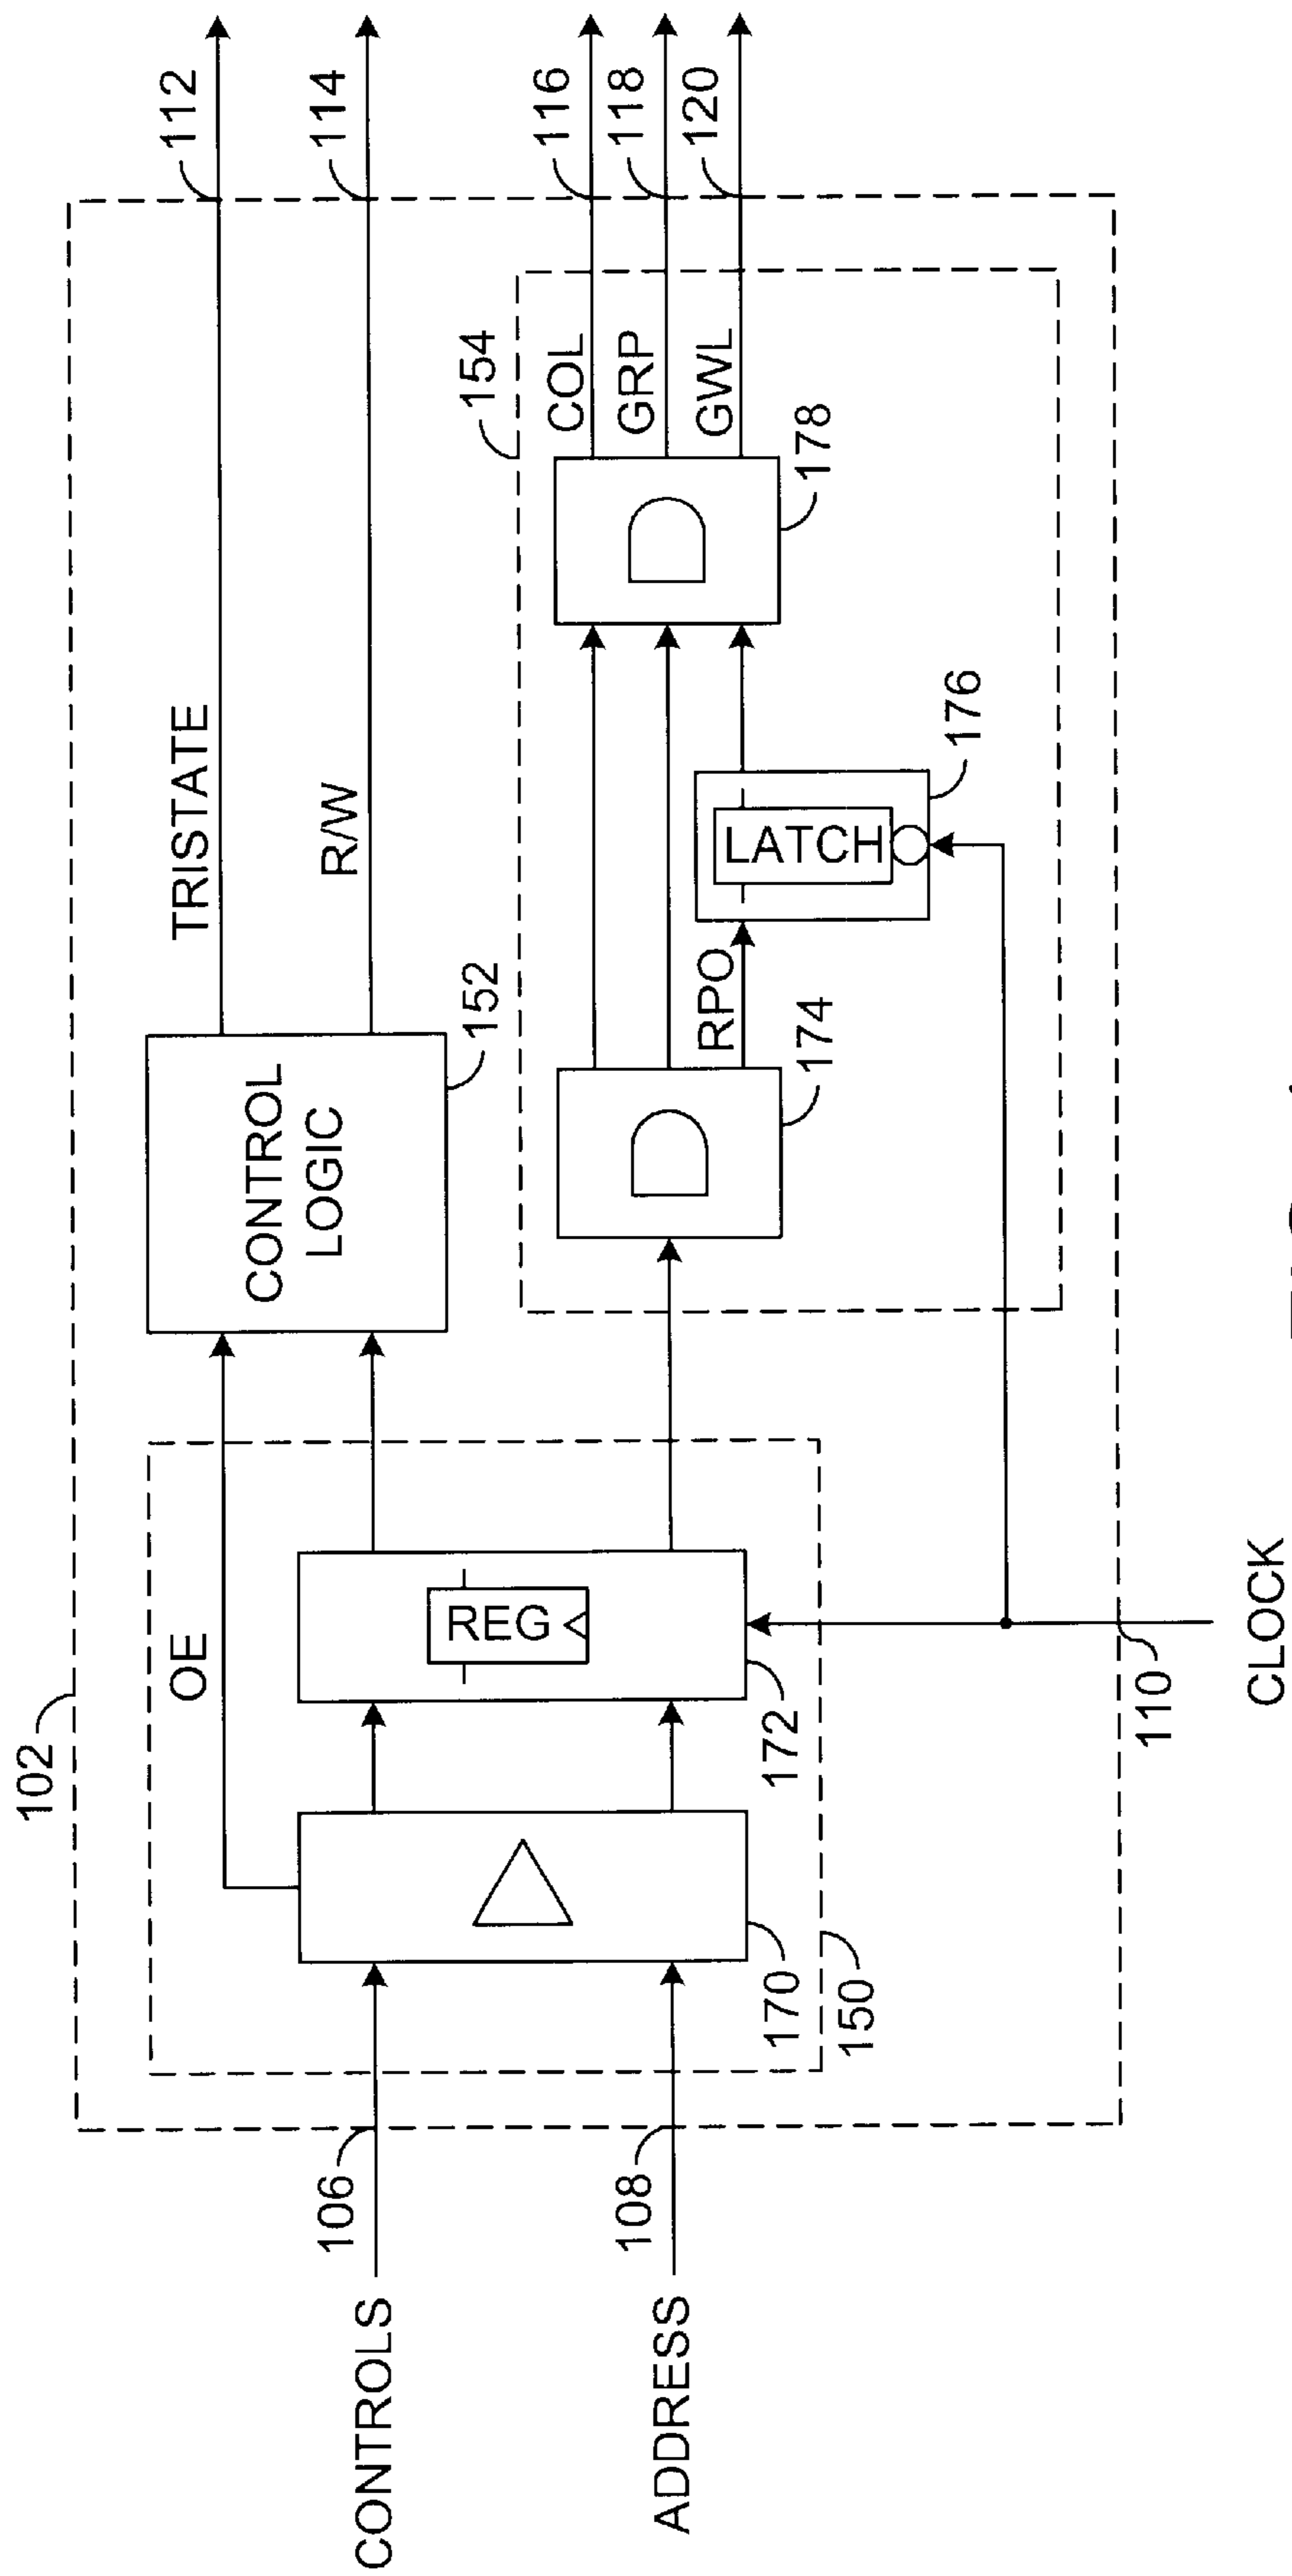 102
CONTROLS
106
ADDRESS
108
OE
170
150
REG
172
110
CLOCK
CONTROL
LOGIC
152
TRISTATE
112
R/W
114
174
RPO
LATCH
176
178
154
COL
116
GRP
118
GWL
120